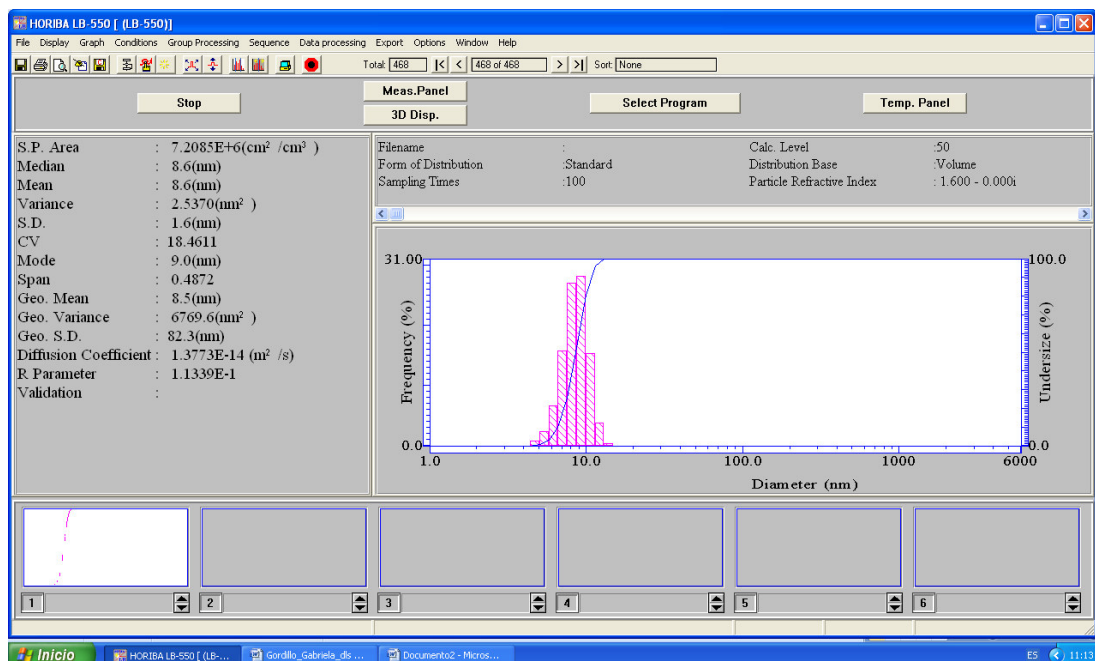 HORIBA LB-550 [ (LB-550)]
File Display Graph Conditions Group Processing Sequence Data processing Export Options Window Help
Total: 468 |< < 468 of 468 > >| Sort: None
Stop
Meas.Panel
3D Disp.
Select Program
Temp. Panel
S.P. Area : 7.2085E+6(cm² /cm³ )
Median : 8.6(nm)
Mean : 8.6(nm)
Variance : 2.5370(nm² )
S.D. : 1.6(nm)
CV : 18.4611
Mode : 9.0(nm)
Span : 0.4872
Geo. Mean : 8.5(nm)
Geo. Variance : 6769.6(nm² )
Geo. S.D. : 82.3(nm)
Diffusion Coefficient : 1.3773E-14 (m² /s)
R Parameter : 1.1339E-1
Validation :
Filename :
Form of Distribution :Standard
Sampling Times :100
Calc. Level :50
Distribution Base :Volume
Particle Refractive Index : 1.600 - 0.000i
31.00
Frequency (%)
0.0
100.0
Undersize (%)
0.0
1.0 10.0 100.0 1000 6000
Diameter (nm)
1 2 3 4 5 6
Inicio HORIBA LB-550 [ (LB-... Gordillo_Gabriela_dls ... Documento2 - Micros... ES 11:13